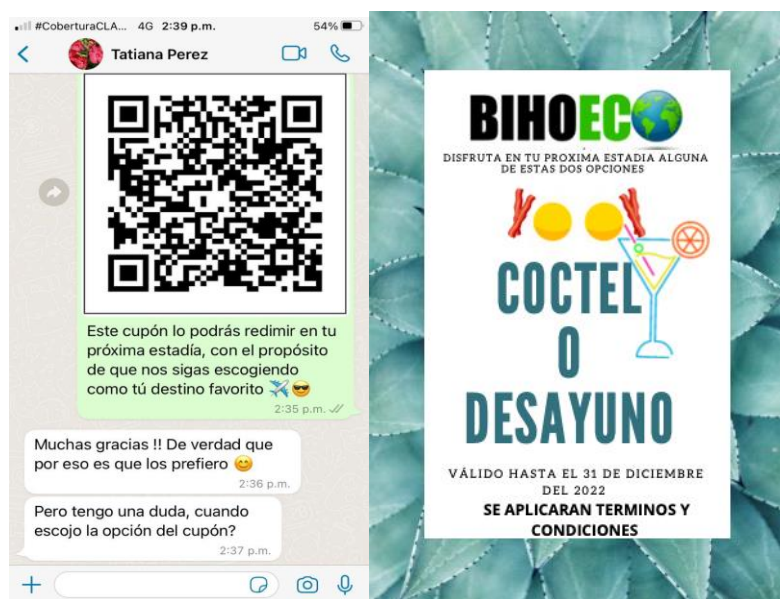 #CoberturaCLA... 4G 2:39 p.m. 54%
Tatiana Perez
Este cupón lo podrás redimir en tu
próxima estadía, con el propósito
de que nos sigas escogiendo
como tú destino favorito ✈️😎
2:35 p.m.
Muchas gracias !! De verdad que
por eso es que los prefiero 😊
2:36 p.m.
Pero tengo una duda, cuando
escojo la opción del cupón?
2:37 p.m.
BIHOECO
DISFRUTA EN TU PROXIMA ESTADIA ALGUNA
DE ESTAS DOS OPCIONES
COCTEL
O
DESAYUNO
VÁLIDO HASTA EL 31 DE DICIEMBRE
DEL 2022
SE APLICARAN TERMINOS Y
CONDICIONES